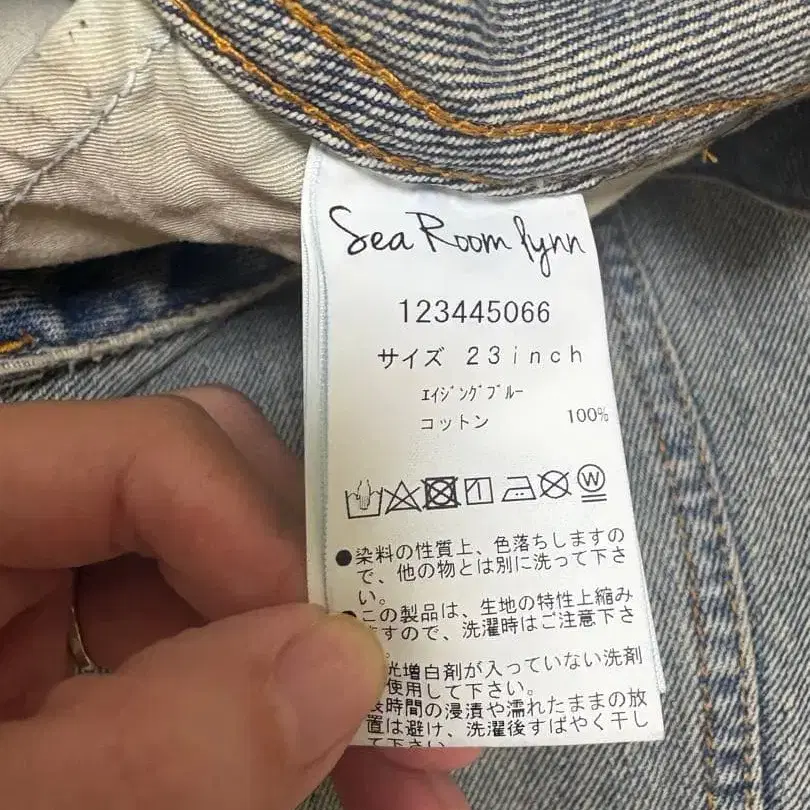 Sea Room lynn
123445066
サイズ 23inch
ｴｲｼﾞﾝｸﾞﾌﾞﾙｰ
コットン 100%
W
●染料の性質上、色落ちしますの
で、他の物とは別に洗って下さ
い。
●この製品は、生地の特性上縮み
ますので、洗濯時はご注意下さ
。
光増白剤が入っていない洗剤
使用して下さい。
長時間の浸漬や濡れたままの放
置は避け、洗濯後すばやく干し
て下さい。